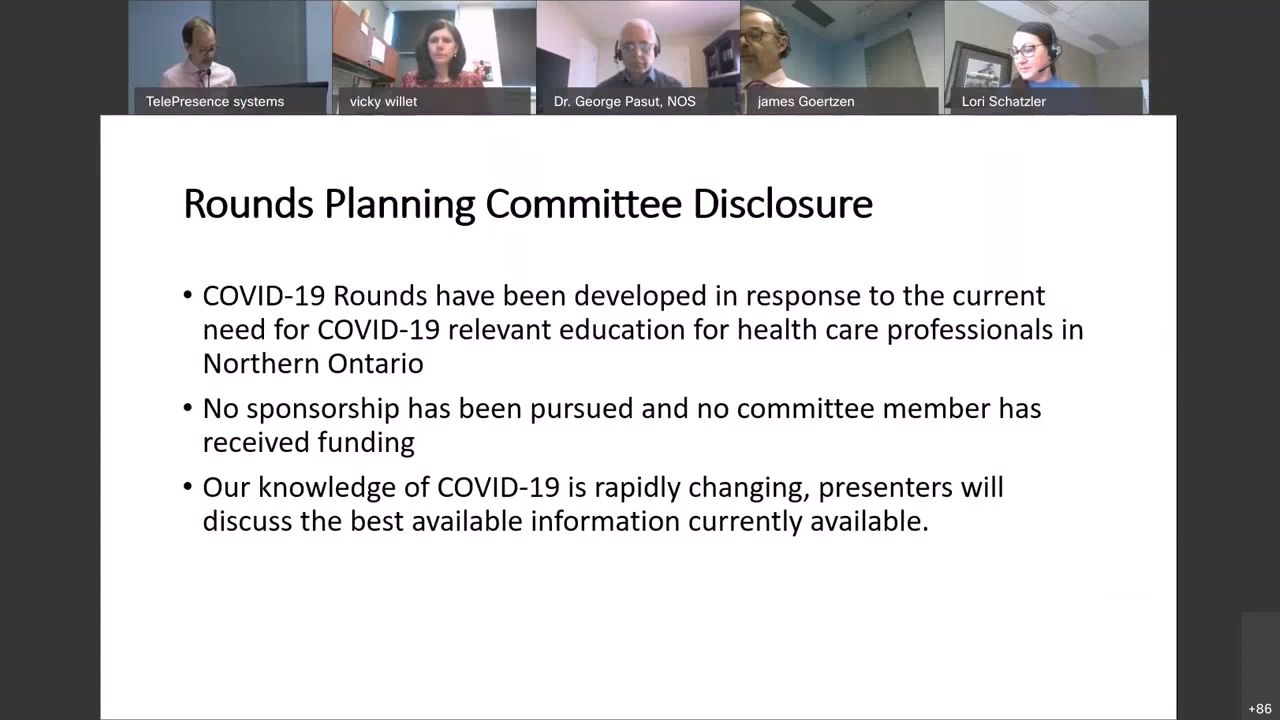 TelePresence systems
vicky willet
Dr. George Pasut, NOS
james Goertzen
Lori Schatzler
Rounds Planning Committee Disclosure
• COVID-19 Rounds have been developed in response to the current
need for COVID-19 relevant education for health care professionals in
Northern Ontario
• No sponsorship has been pursued and no committee member has
received funding
• Our knowledge of COVID-19 is rapidly changing, presenters will
discuss the best available information currently available.
+86